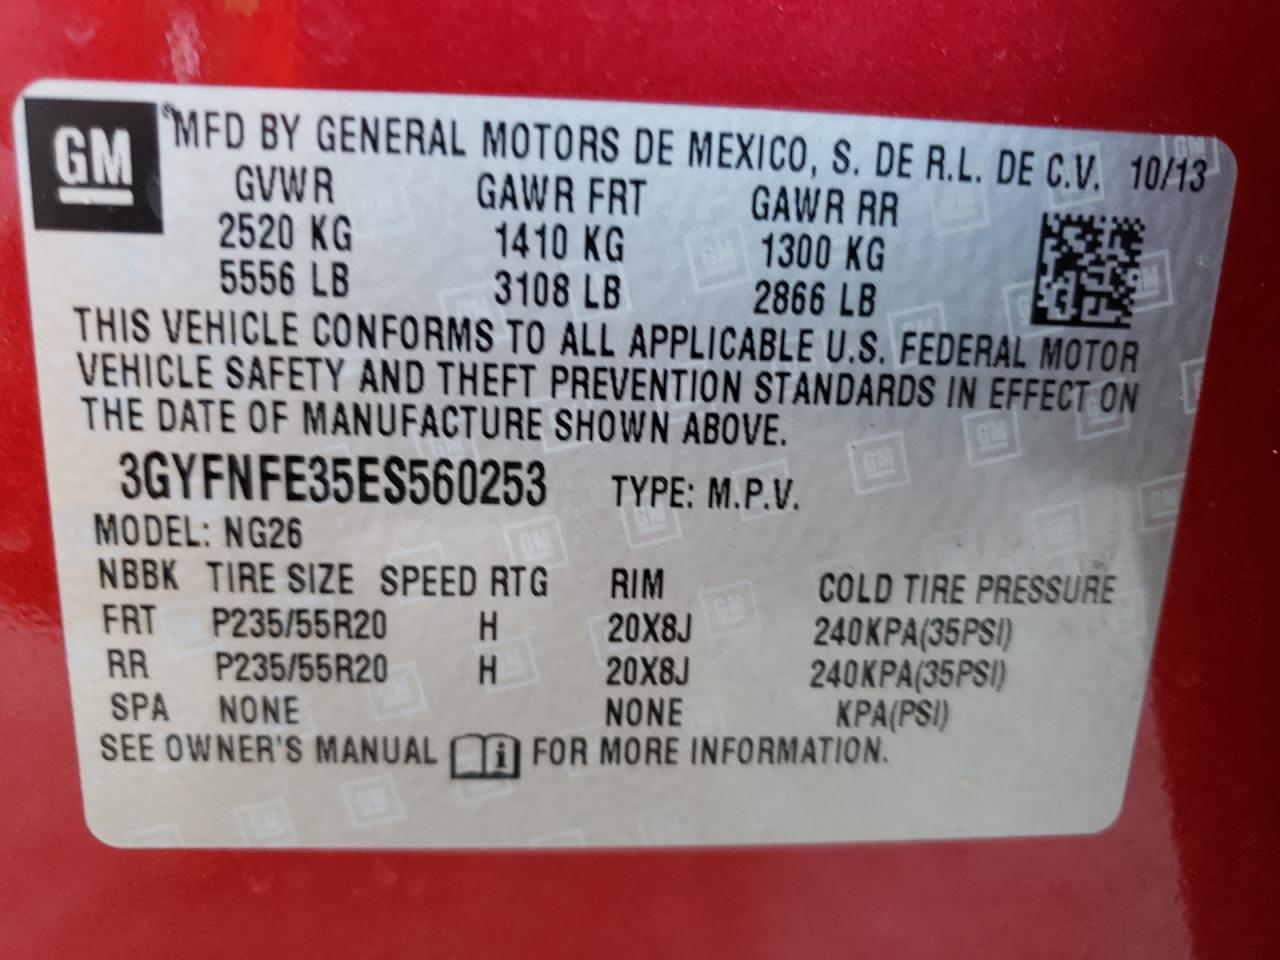 GM
MFD BY GENERAL MOTORS DE MEXICO, S. DE R.L. DE C.V. 10/13
GVWR GAWR FRT GAWR RR
2520 KG 1410 KG 1300 KG
5556 LB 3108 LB 2866 LB
THIS VEHICLE CONFORMS TO ALL APPLICABLE U.S. FEDERAL MOTOR
VEHICLE SAFETY AND THEFT PREVENTION STANDARDS IN EFFECT ON
THE DATE OF MANUFACTURE SHOWN ABOVE.
3GYFNFE35ES560253 TYPE: M.P.V.
MODEL: NG26
NBBK TIRE SIZE SPEED RTG RIM COLD TIRE PRESSURE
FRT P235/55R20 H 20X8J 240KPA(35PSI)
RR P235/55R20 H 20X8J 240KPA(35PSI)
SPA NONE NONE KPA(PSI)
SEE OWNER'S MANUAL i FOR MORE INFORMATION.